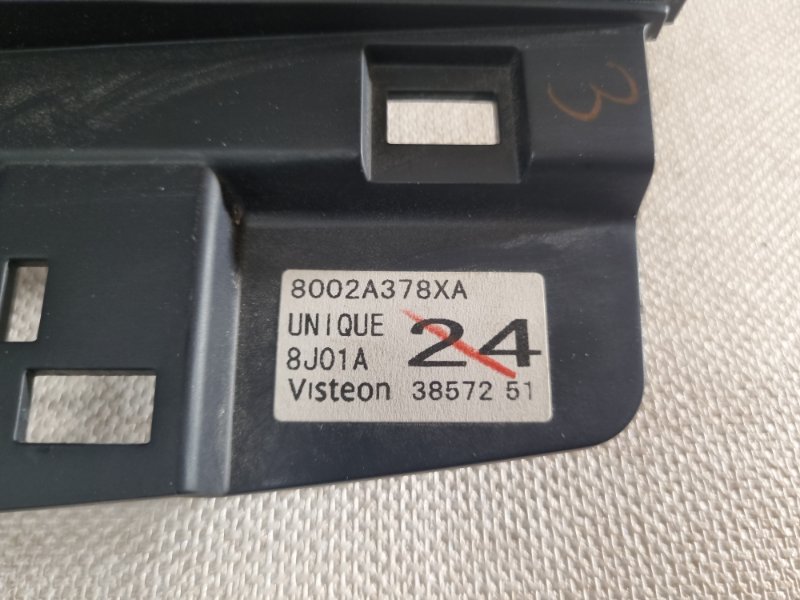 3
8002A378XA
UNIQUE 24
8J01A
Visteon 38572 51